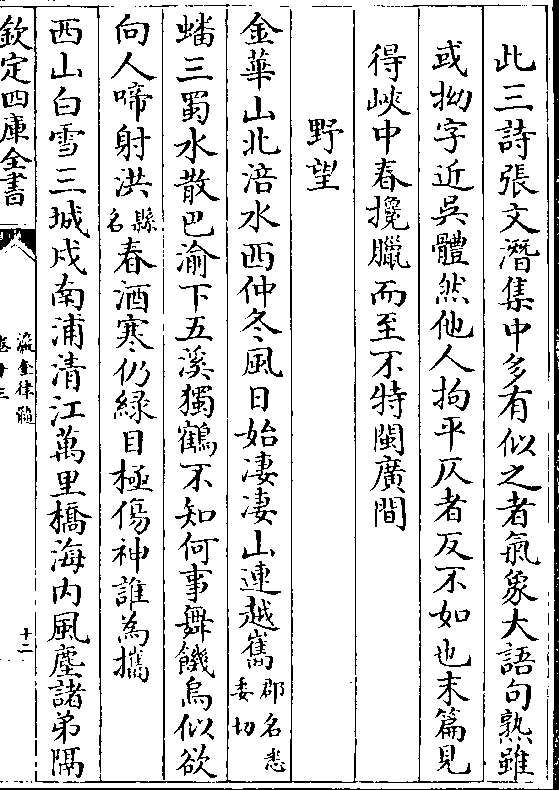 此三詩張文潛集中多有似之者氣象大語句熟雖
或拗字近吳體然他人拘平仄者反不如也末篇見
得峽中春攙臘而至不特閩廣間
野望
金華山北涪水西仲冬風日始淒淒山連越嶲郡名悉委切
蟠三蜀水散巴渝下五溪獨鶴不知何事舞饑烏似欲
向人啼射洪縣名春酒寒仍緑目極傷神誰為攜
西山白雪三城戍南浦清江萬里橋海内風塵諸弟隔
欽定四庫全書
瀛奎律髓
卷十三
十二